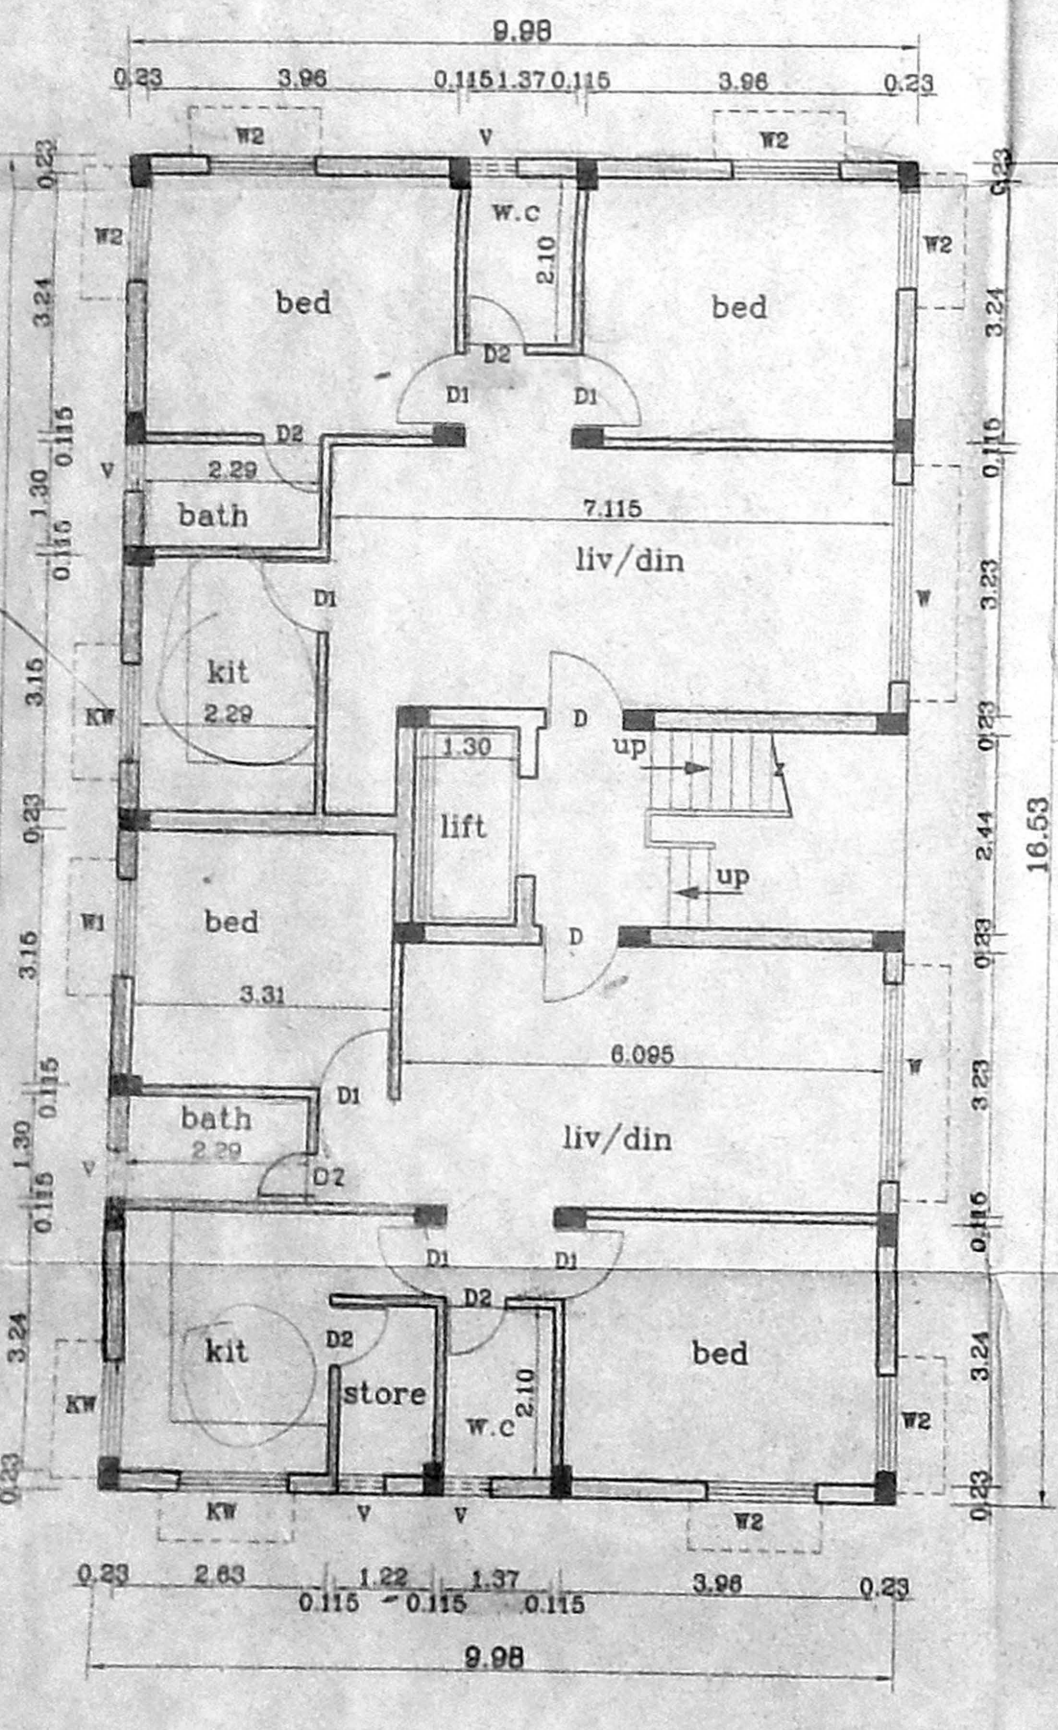 9.98
0.23 3.96 0.115 1.37 0.115 3.96 0.23
W2 V W2
0.23 0.23
W2 w.c W2
2.10
3.24 bed bed 3.24
D2
D1 D1
0.115 D2 0.115
V 2.29
1.30 bath 7.115
0.115 liv/din
D1 3.23 W
3.15 kit
KW 2.29 D 0.23
1.30 up
0.23 lift 2.44 16.53
up
W1 bed D 0.23
3.15 3.31
6.095 W
0.115 D1 3.23
bath
1.30 2.29 liv/din
V D2
0.115 0.115
D1 D1
D2
3.24 kit D2 bed 3.24
store 2.10
KW w.c W2
0.23 0.23
KW V V W2
0.23 2.63 1.22 1.37 3.96 0.23
0.115 0.115 0.115
9.98